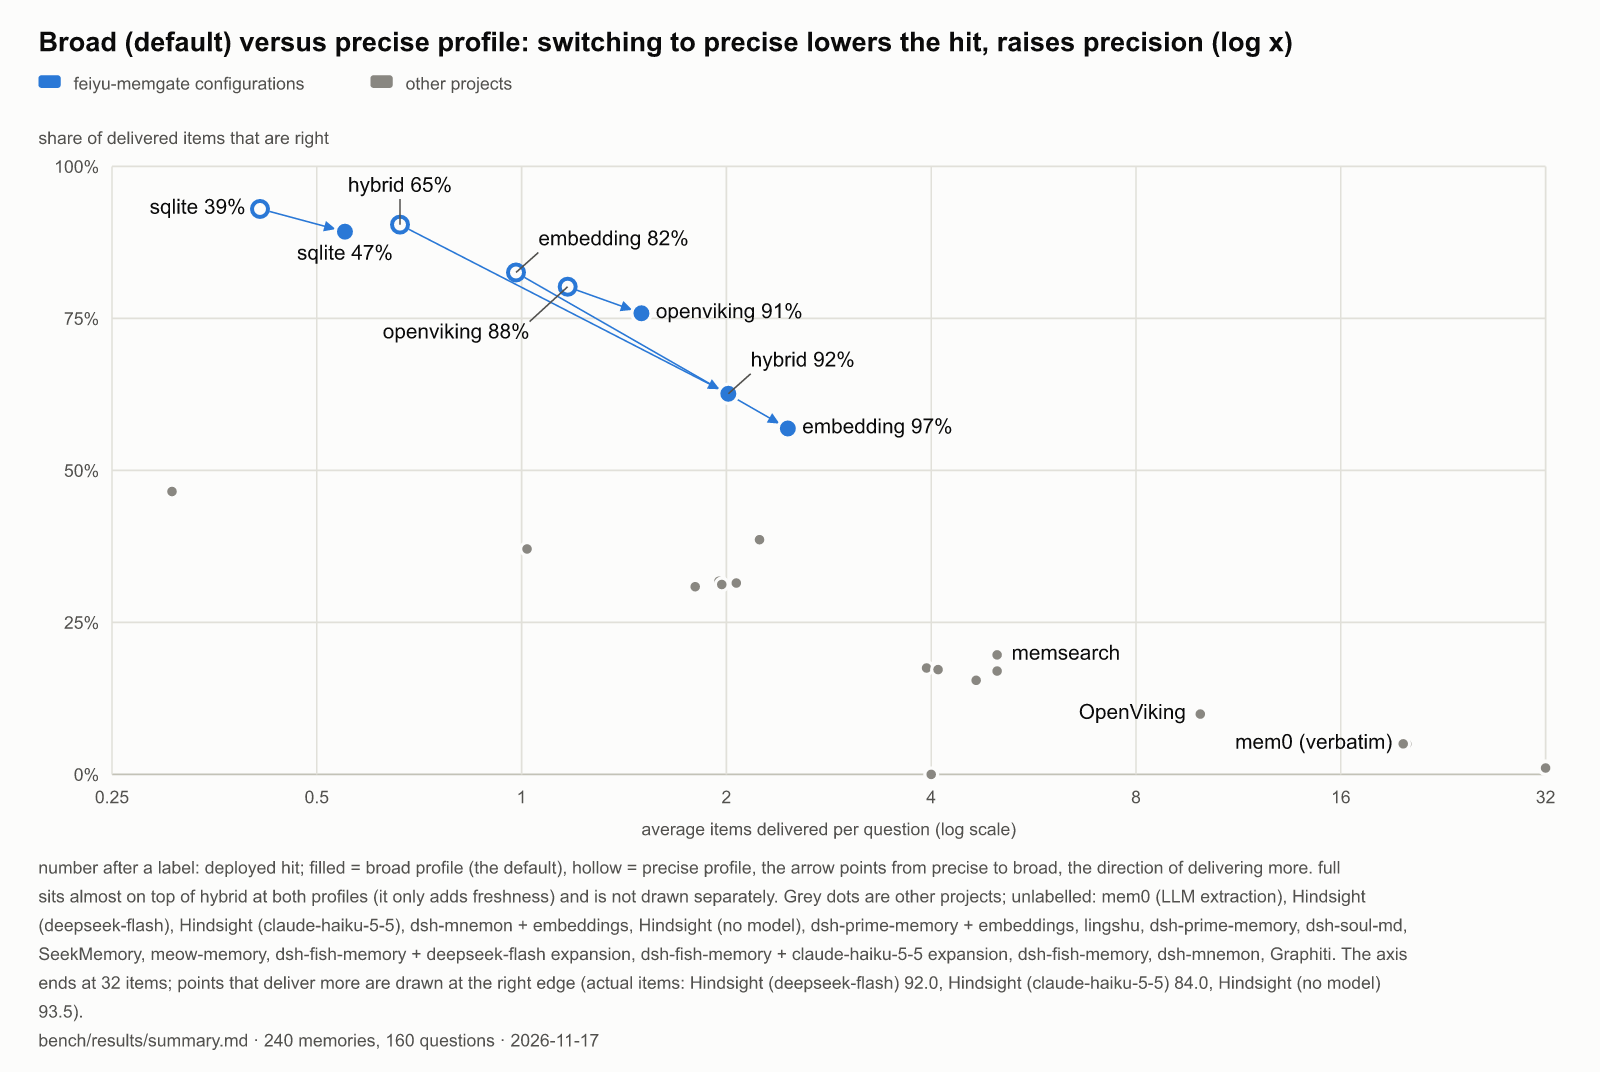 Broad (default) versus precise profile: switching to precise lowers the hit, raises precision (log x)
feiyu-memgate configurations
other projects
share of delivered items that are right
100%
75%
50%
25%
0%
hybrid 65%
sqlite 39%
sqlite 47%
embedding 82%
openviking 88%
openviking 91%
hybrid 92%
embedding 97%
memsearch
OpenViking
mem0 (verbatim)
0.25
0.5
1
2
4
8
16
32
average items delivered per question (log scale)
number after a label: deployed hit; filled = broad profile (the default), hollow = precise profile, the arrow points from precise to broad, the direction of delivering more. full
sits almost on top of hybrid at both profiles (it only adds freshness) and is not drawn separately. Grey dots are other projects; unlabelled: mem0 (LLM extraction), Hindsight
(deepseek-flash), Hindsight (claude-haiku-5-5), dsh-mnemon + embeddings, Hindsight (no model), dsh-prime-memory + embeddings, lingshu, dsh-prime-memory, dsh-soul-md,
SeekMemory, meow-memory, dsh-fish-memory + deepseek-flash expansion, dsh-fish-memory + claude-haiku-5-5 expansion, dsh-fish-memory, dsh-mnemon, Graphiti. The axis
ends at 32 items; points that deliver more are drawn at the right edge (actual items: Hindsight (deepseek-flash) 92.0, Hindsight (claude-haiku-5-5) 84.0, Hindsight (no model)
93.5).
bench/results/summary.md · 240 memories, 160 questions · 2026-11-17